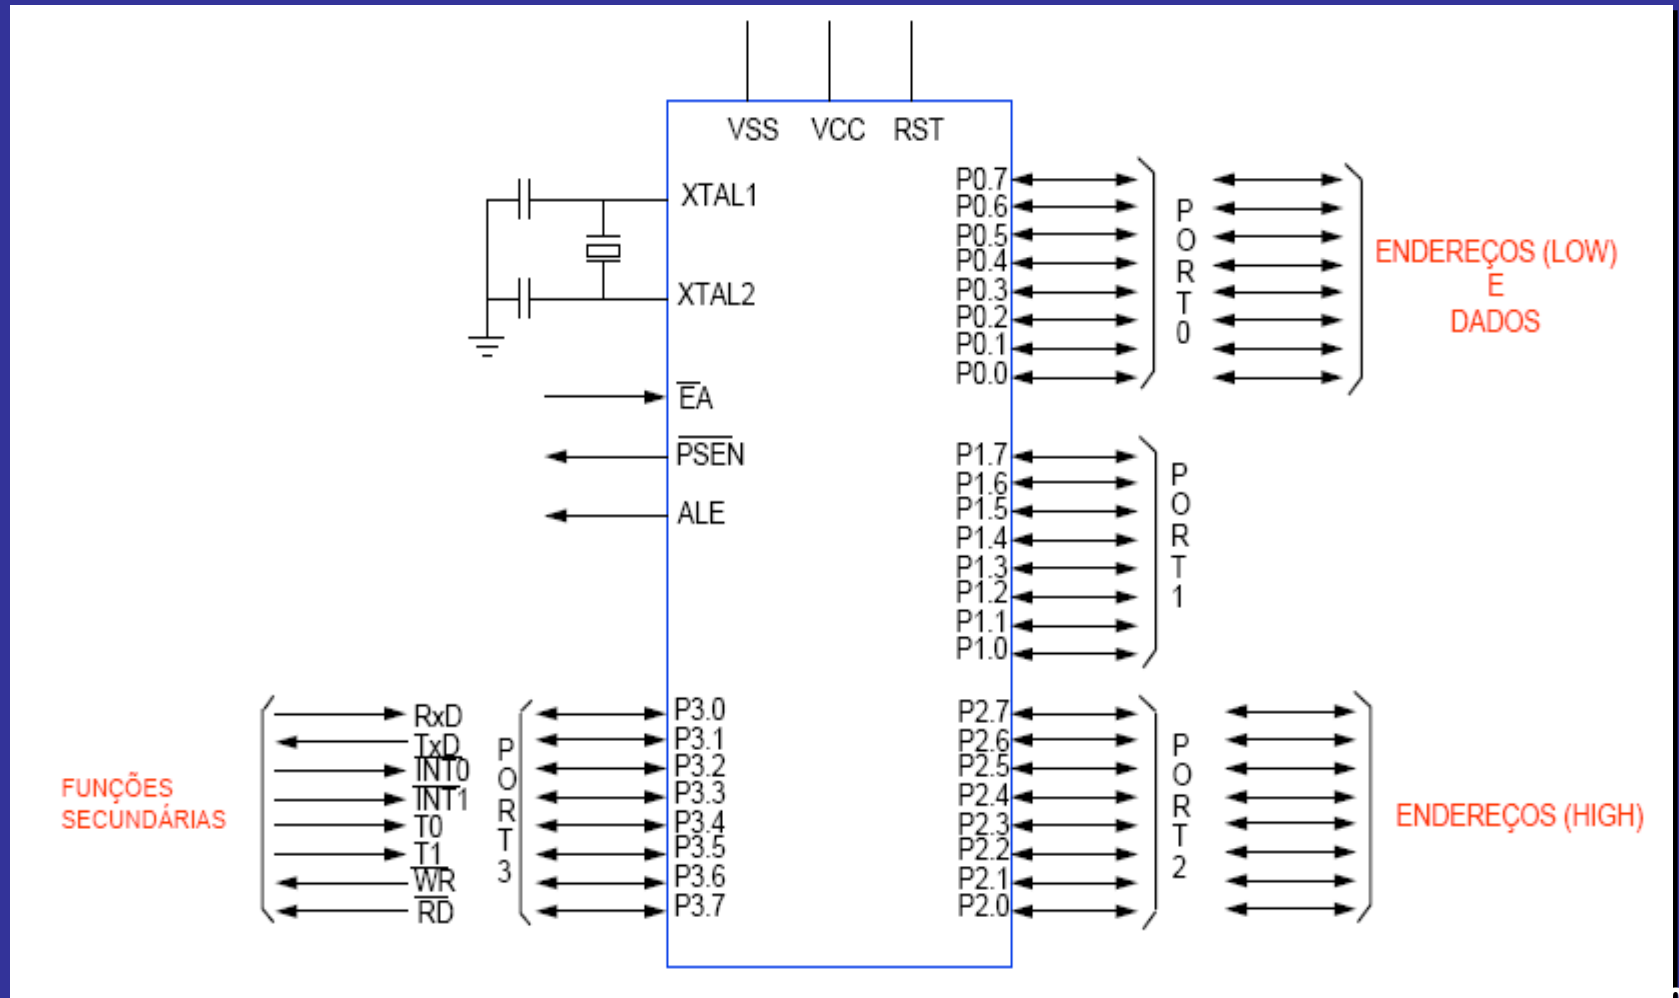 VSS VCC RST
XTAL1
XTAL2
EA
PSEN
ALE
P0.7
P0.6
P0.5
P0.4
P0.3
P0.2
P0.1
P0.0
PORT0
ENDEREÇOS (LOW)
E
DADOS
P1.7
P1.6
P1.5
P1.4
P1.3
P1.2
P1.1
P1.0
PORT1
FUNÇÕES
SECUNDÁRIAS
RxD
TxD
INT0
INT1
T0
T1
WR
RD
PORT3
P3.0
P3.1
P3.2
P3.3
P3.4
P3.5
P3.6
P3.7
P2.7
P2.6
P2.5
P2.4
P2.3
P2.2
P2.1
P2.0
PORT2
ENDEREÇOS (HIGH)